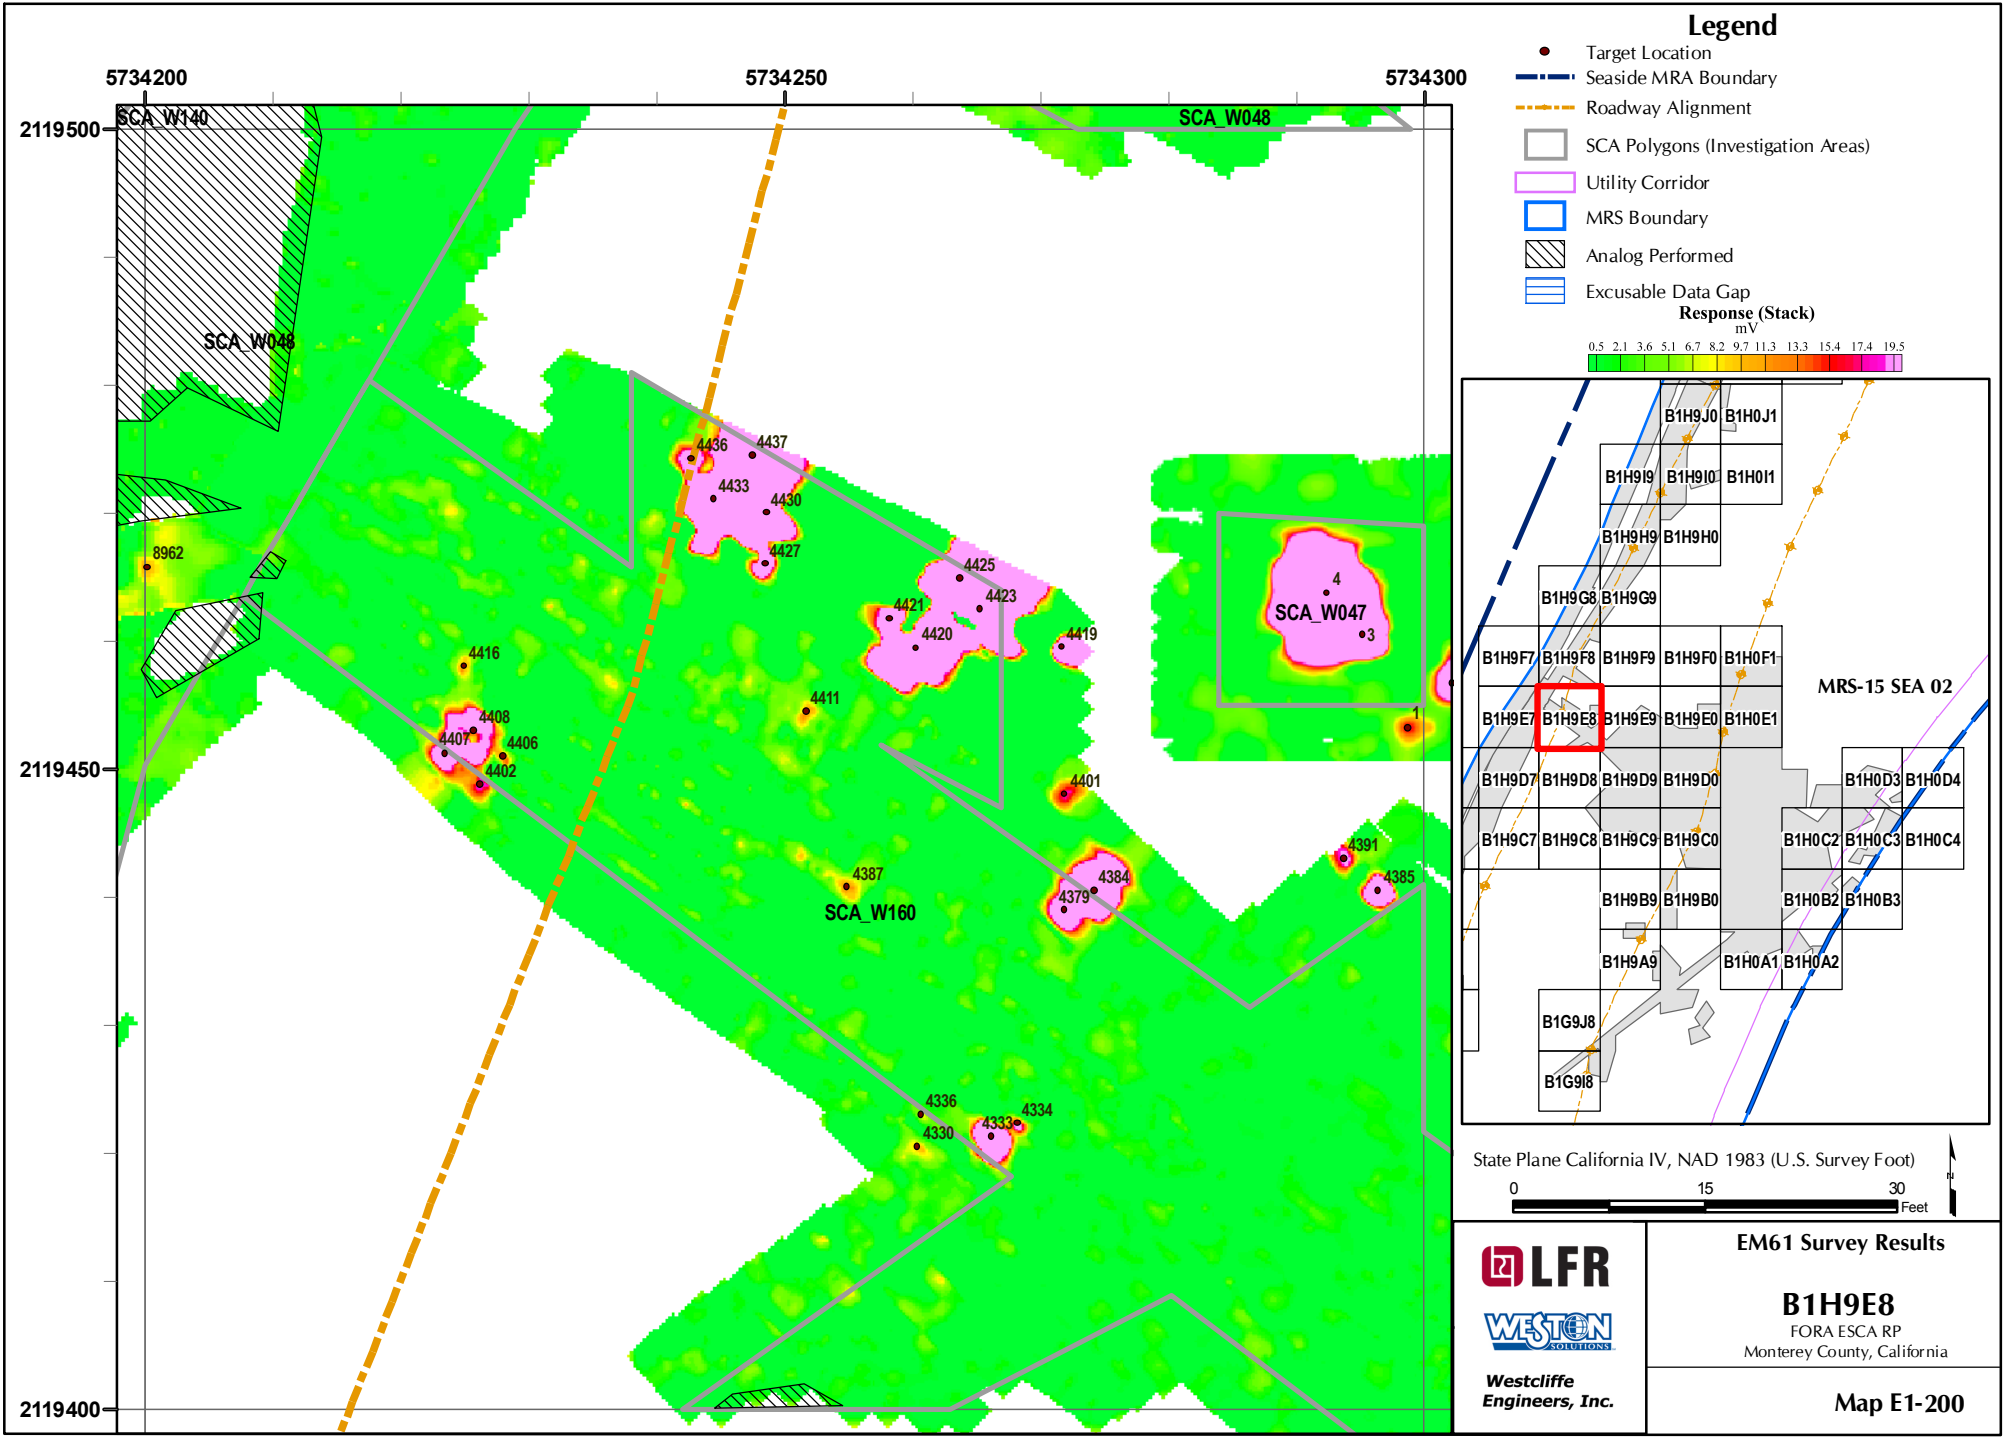 5734200
5734250
5734300
2119500
2119450
2119400
SCA_W140
SCA_W048
SCA_W048
4436
4437
4433
4430
4427
8962
4425
4423
4421
4420
4419
4
SCA_W047
3
4416
4411
4408
4407
4406
4402
1
4401
4391
4387
4385
4384
4379
SCA_W160
4336
4334
4333
4330
Legend
Target Location
Seaside MRA Boundary
Roadway Alignment
SCA Polygons (Investigation Areas)
Utility Corridor
MRS Boundary
Analog Performed
Excusable Data Gap
Response (Stack)
mV
0.5 2.1 3.6 5.1 6.7 8.2 9.7 11.3 13.3 15.4 17.4 19.5
B1H9J0 B1H0J1
B1H9I9 B1H9I0 B1H0I1
B1H9H9 B1H9H0
B1H9G8 B1H9G9
B1H9F7 B1H9F8 B1H9F9 B1H9F0 B1H0F1
MRS-15 SEA 02
B1H9E7 B1H9E8 B1H9E9 B1H9E0 B1H0E1
B1H9D7 B1H9D8 B1H9D9 B1H9D0 B1H0D3 B1H0D4
B1H9C7 B1H9C8 B1H9C9 B1H9C0 B1H0C2 B1H0C3 B1H0C4
B1H9B9 B1H9B0 B1H0B2 B1H0B3
B1H9A9 B1H0A1 B1H0A2
B1G9J8
B1G9I8
State Plane California IV, NAD 1983 (U.S. Survey Foot)
0 15 30
Feet
N
LFR
WESTON
SOLUTIONS
Westcliffe
Engineers, Inc.
EM61 Survey Results
B1H9E8
FORA ESCA RP
Monterey County, California
Map E1-200